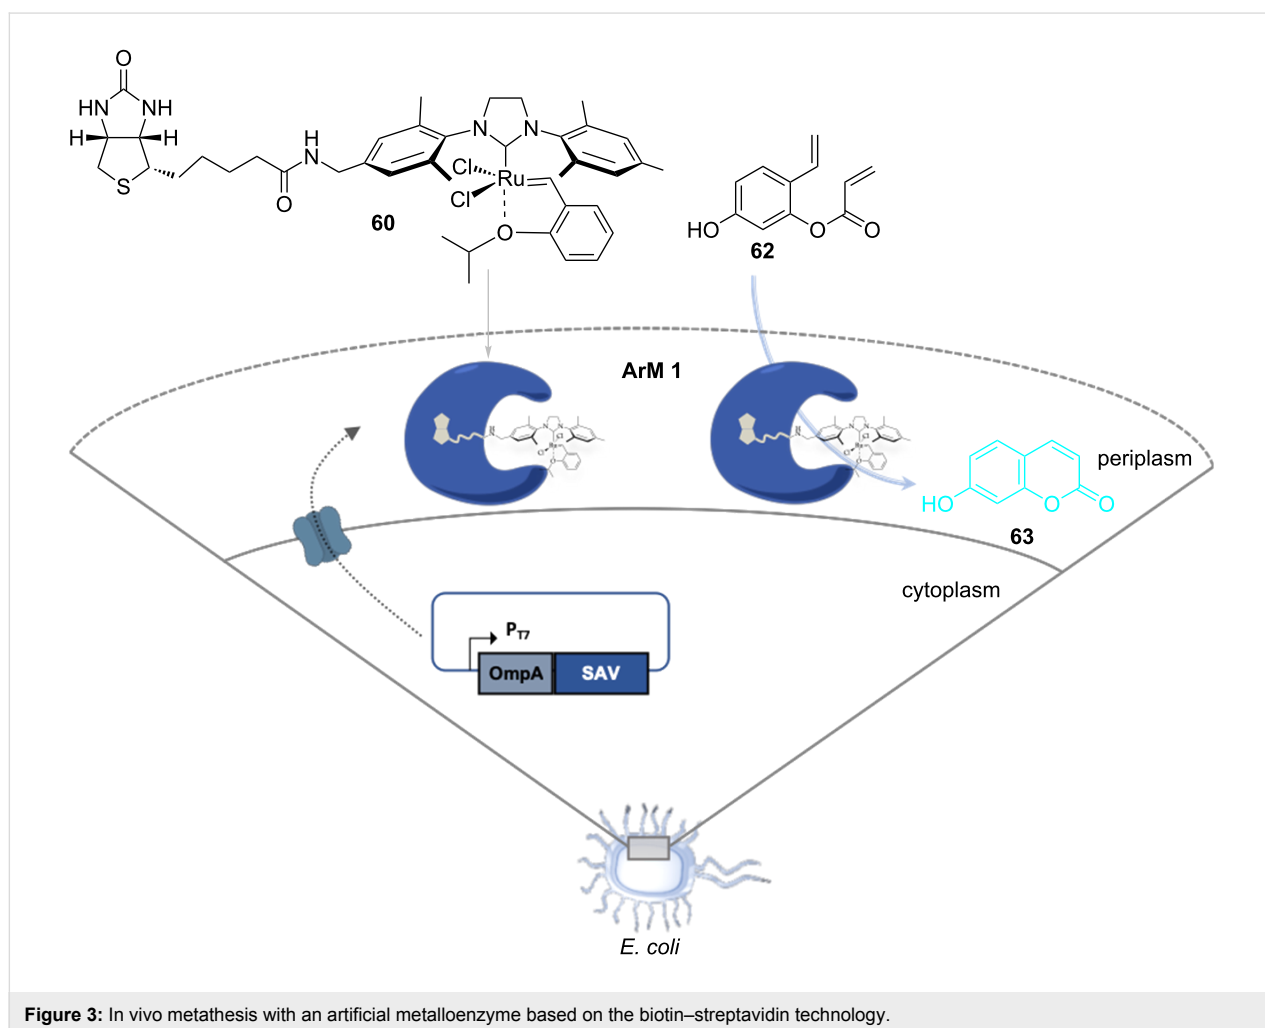 O
HN
NH
H
H
S
H
N
O
N
N
Cl
Cl
Ru
O
60
HO
O
O
62
ArM 1
periplasm
HO
O
O
63
cytoplasm
PT7
OmpA
SAV
E. coli
Figure 3: In vivo metathesis with an artificial metalloenzyme based on the biotin–streptavidin technology.